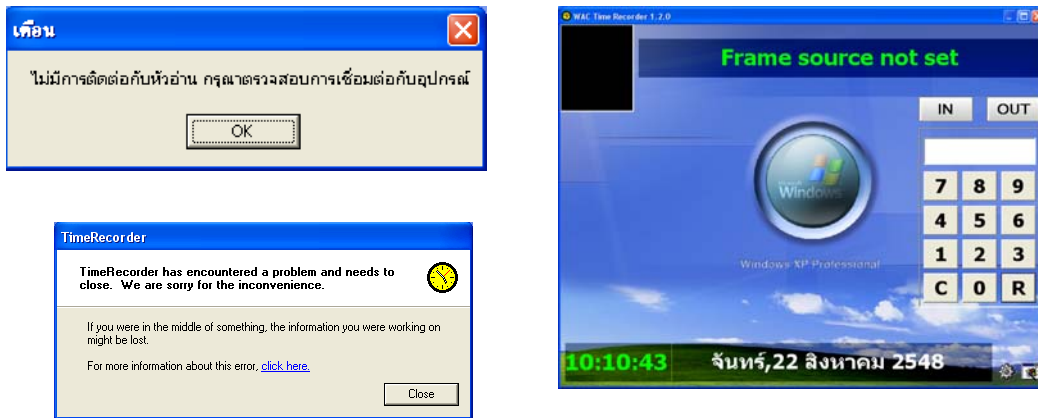 เตือน
ไม่มีการติดต่อกับหัวอ่าน กรุณาตรวจสอบการเชื่อมต่อกับอุปกรณ์
OK
TimeRecorder
TimeRecorder has encountered a problem and needs to
close. We are sorry for the inconvenience.
If you were in the middle of something, the information you were working on
might be lost.
For more information about this error, click here.
Close
WAC Time Recorder 1.2.0
Frame source not set
IN OUT
7 8 9
4 5 6
1 2 3
C 0 R
Microsoft
Windows
Windows XP Professional
10:10:43 จันทร์,22 สิงหาคม 2548